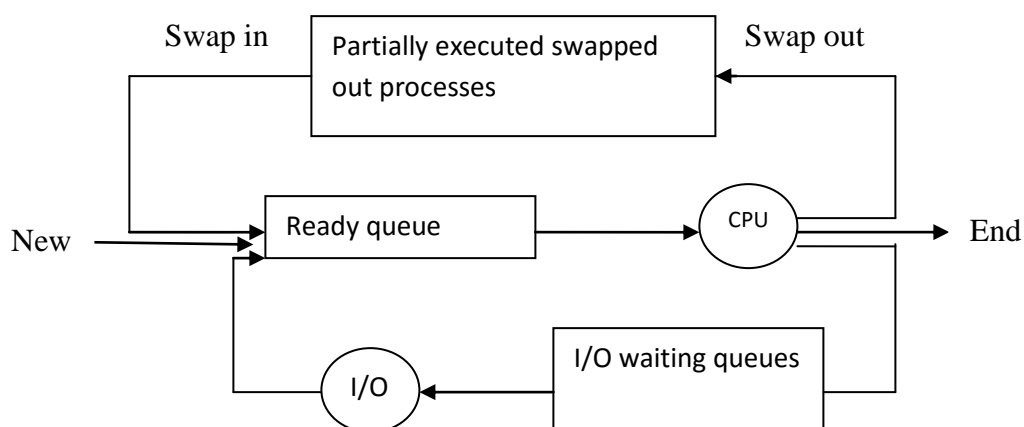 Swap in
Partially executed swapped
out processes
Swap out
New
Ready queue
CPU
End
I/O
I/O waiting queues